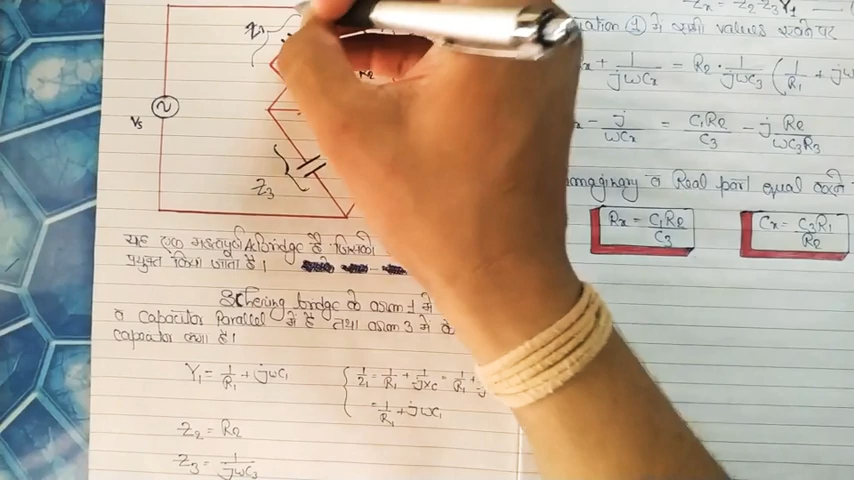 Z₁
R₂
Vs
Z₃
यह एक महत्वपूर्ण AC bridge है जिसको
प्रयुक्त किया जाता है।
Schering bridge के arm 1 में
व capacitor Parallel में है तथा arm 3 में के
capacitor लगा है।
Y₁ = 1/R₁ + jωC₁
Z₂ = R₂
Z₃ = 1/jωC₃
1/Z₁ = 1/R₁ + 1/-jXC = 1/R₁ +
= 1/R₁ + jωC₁
Zx = Z₂ Z₃ Y₁
equation ① में सभी values रखने पर
x + 1/jωCx = R₂ · 1/jωC₃ (1/R₁ + jω
x - j/ωCx = C₁R₂/C₃ - j R₂/ωC₃R₃
Imaginary व Real part equal करने
Rx = C₁R₂/C₃
Cx = C₃R₁/R₂